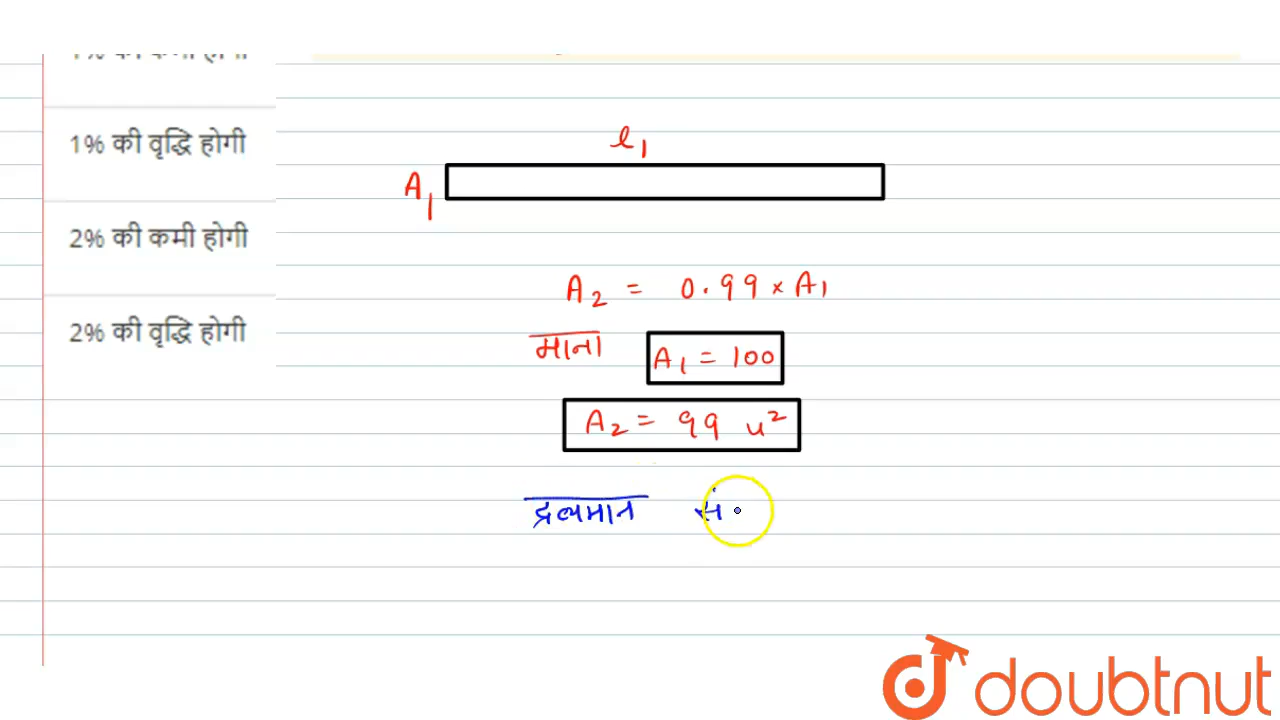 1% की वृद्धि होगी
2% की कमी होगी
2% की वृद्धि होगी
l₁
A₁
A₂ = 0.99 × A₁
माना A₁ = 100
A₂ = 99 u²
द्रव्यमान सं
doubtnut